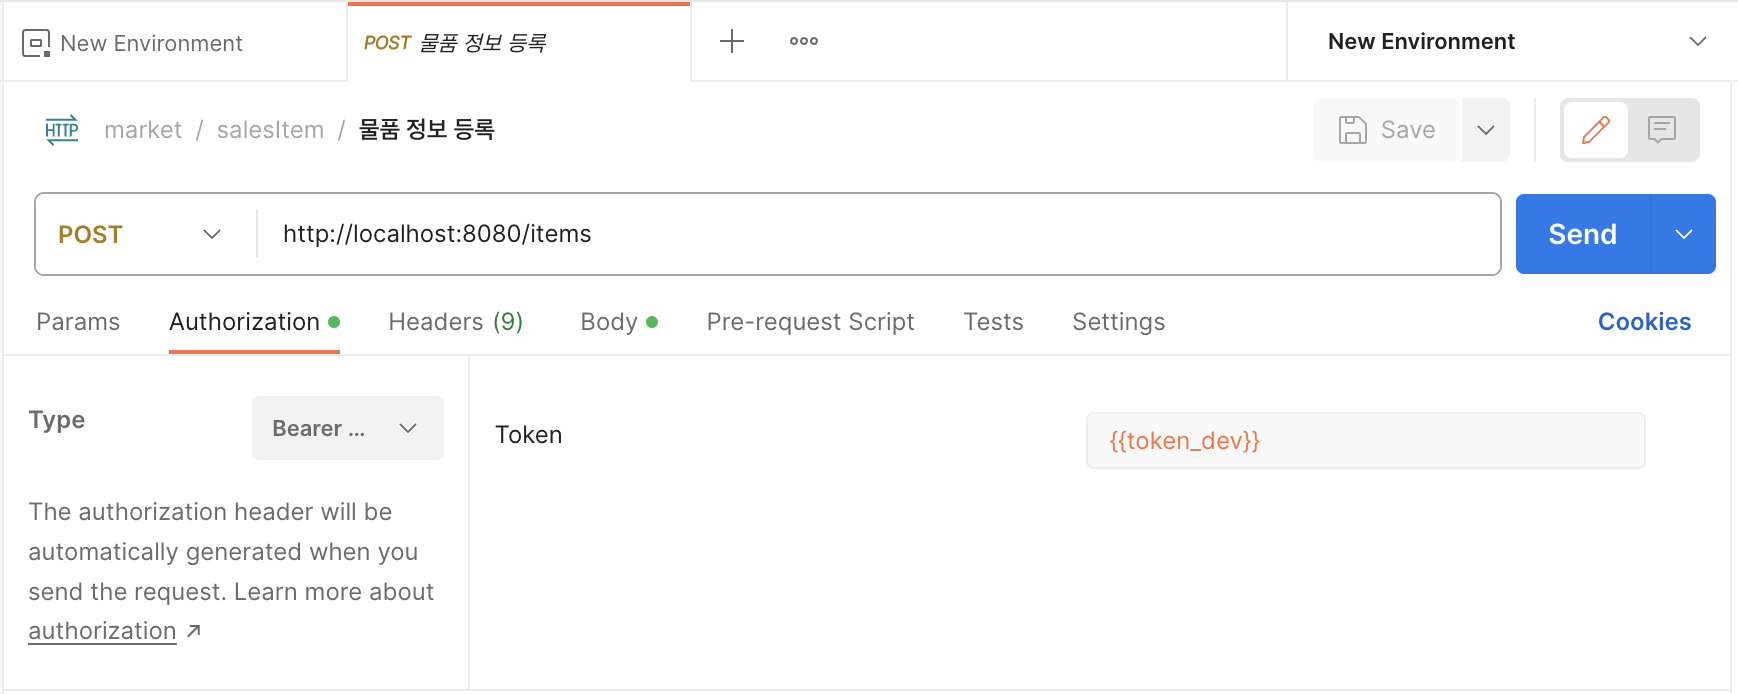 New Environment
POST 물품 정보 등록
New Environment
HTTP market / salesItem / 물품 정보 등록
Save
POST
http://localhost:8080/items
Send
Params Authorization Headers (9) Body Pre-request Script Tests Settings Cookies
Type
Bearer ...
Token
{{token_dev}}
The authorization header will be
automatically generated when you
send the request. Learn more about
authorization ↗